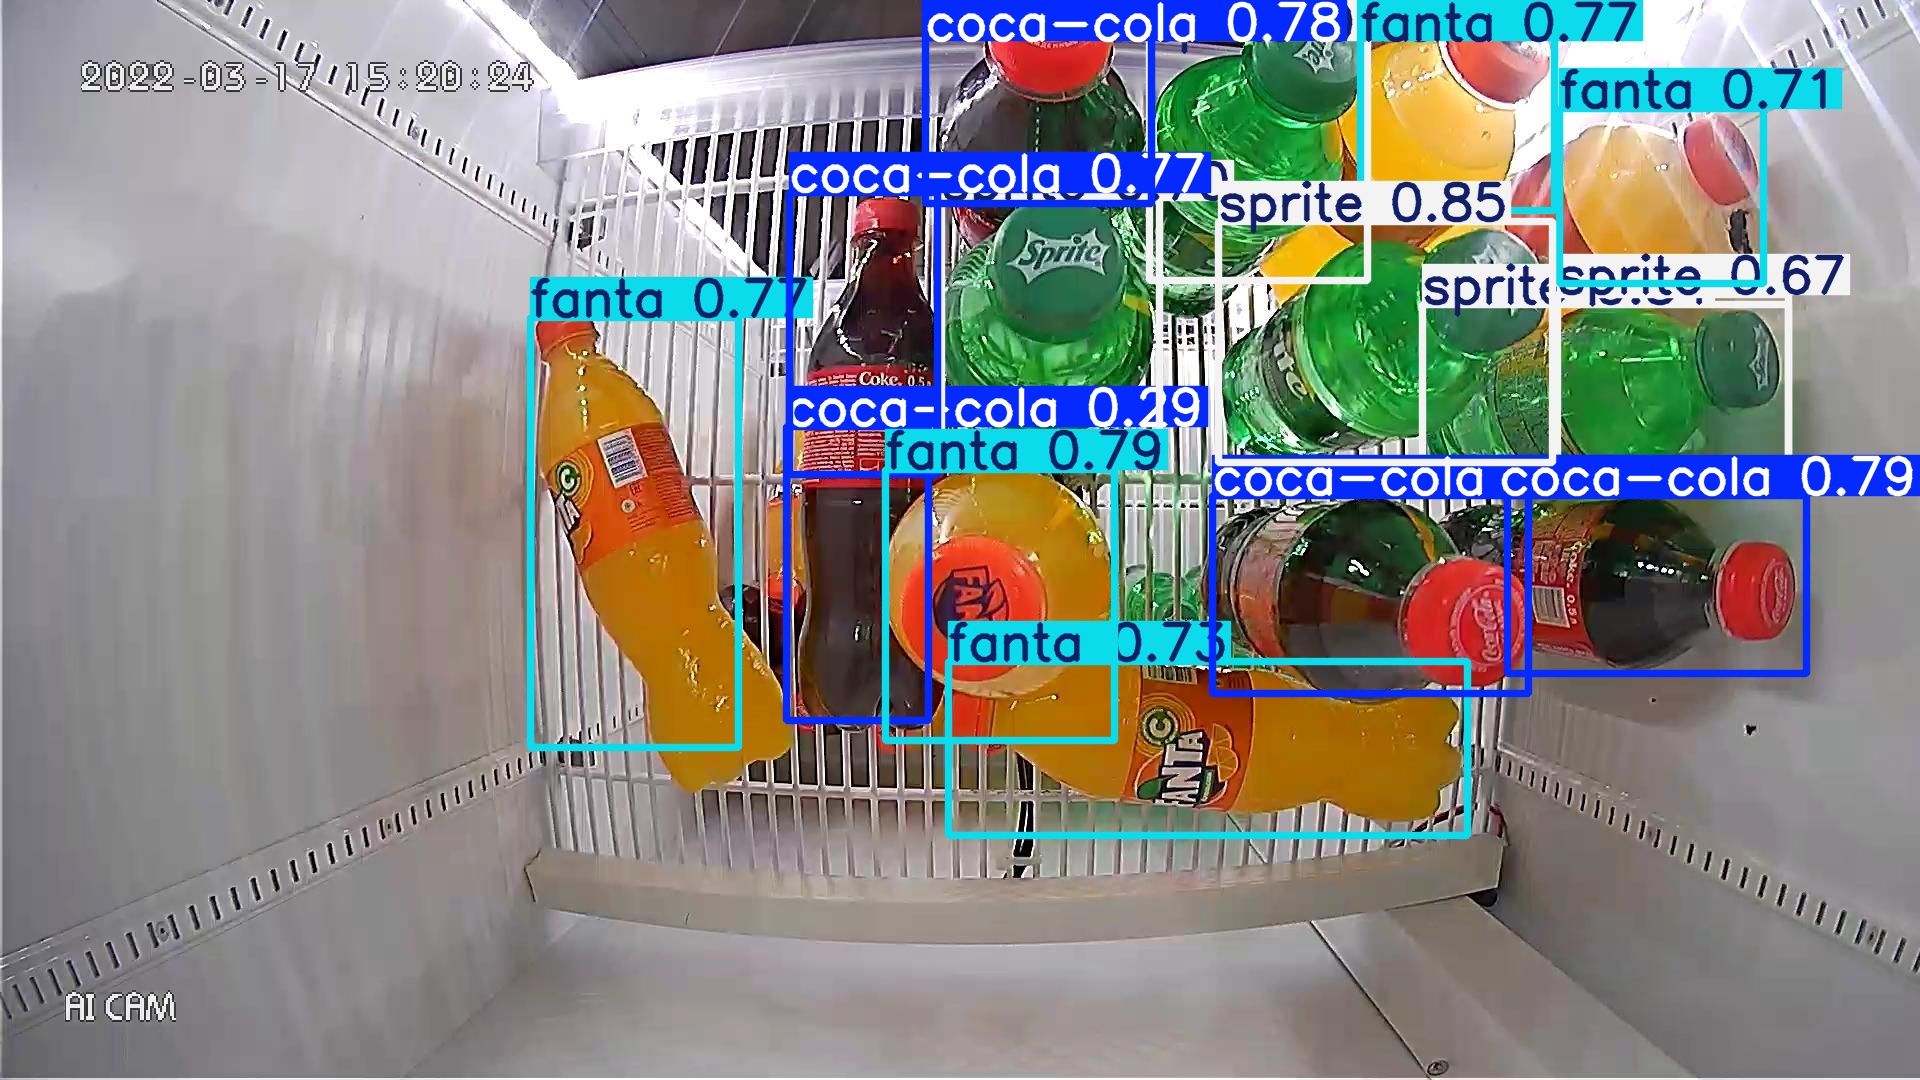 coca-cola 0.78
fanta 0.77
2022-03-17 15:20:24
fanta 0.71
coca-cola 0.77
sprite 0.85
Sprite
fanta 0.77
sprite
sprite 0.67
Coke 0.5
coca-cola 0.29
fanta 0.79
coca-cola
coca-cola 0.79
fanta 0.73
Coca-Cola
FANTA
AI CAM